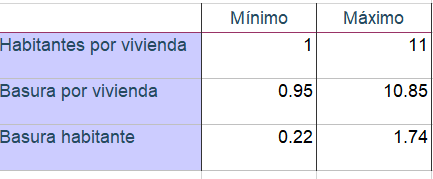 Mínimo Máximo
Habitantes por vivienda 1 11
Basura por vivienda 0.95 10.85
Basura habitante 0.22 1.74